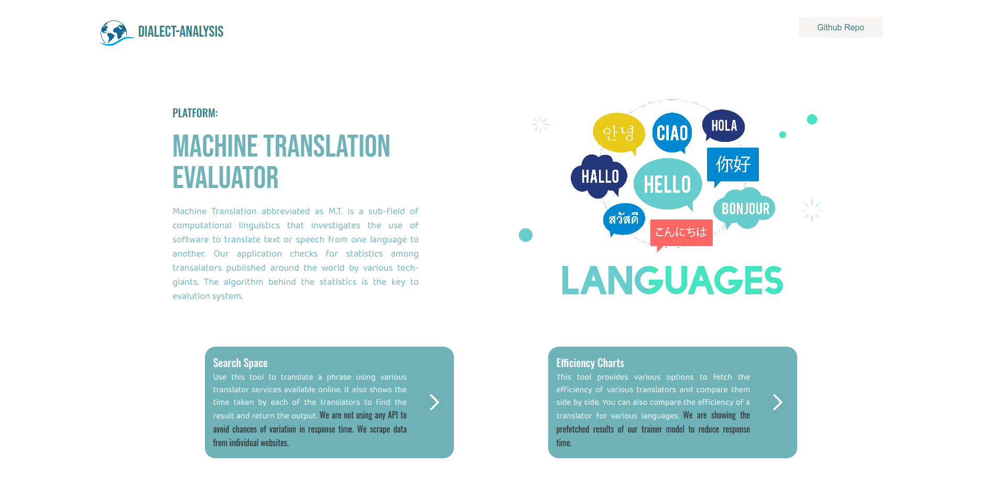 DIALECT-ANALYSIS
Github Repo
PLATFORM:
MACHINE TRANSLATION
EVALUATOR
Machine Translation abbreviated as M.T. is a sub-field of
computational linguistics that investigates the use of
software to translate text or speech from one language to
another. Our application checks for statistics among
transalators published around the world by various tech-
giants. The algorithm behind the statistics is the key to
evalution system.
안녕
CIAO
HOLA
HALLO
HELLO
你好
BONJOUR
สวัสดี
こんにちは
LANGUAGES
Search Space
Use this tool to translate a phrase using various
translator services available online. It also shows the
time taken by each of the translators to find the
result and return the output. We are not using any API to
avoid chances of variation in response time. We scrape data
from individual websites.
Efficiency Charts
This tool provides various options to fetch the
efficiency of various translators and compare them
side by side. You can also compare the efficiency of a
translator for various languages. We are showing the
prefetched results of our trainer model to reduce response
time.